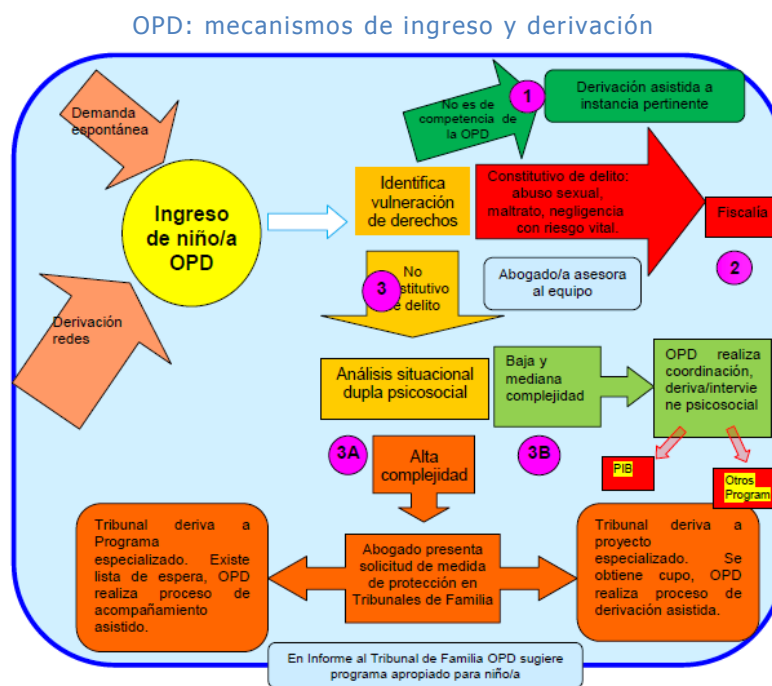 OPD: mecanismos de ingreso y derivación
Demanda
espontánea
Ingreso
de niño/a
OPD
Derivación
redes
Identifica
vulneración
de derechos
No es de
competencia de
la OPD
1
Derivación asistida a
instancia pertinente
Constitutivo de delito:
abuso sexual,
maltrato, negligencia
con riesgo vital.
Fiscalía
2
Abogado/a asesora
al equipo
3
No
de delito
Análisis situacional
dupla psicosocial
Baja y
mediana
complejidad
OPD realiza
coordinación,
deriva/intervie
ne psicosocial
3A
Alta
complejidad
3B
PIB
Otros
Program
Tribunal deriva a
Programa
especializado. Existe
lista de espera, OPD
realiza proceso de
acompañamiento
asistido.
Abogado presenta
solicitud de medida
de protección en
Tribunales de Familia
Tribunal deriva a
proyecto
especializado. Se
obtiene cupo, OPD
realiza proceso de
derivación asistida.
En Informe al Tribunal de Familia OPD sugiere
programa apropiado para niño/a